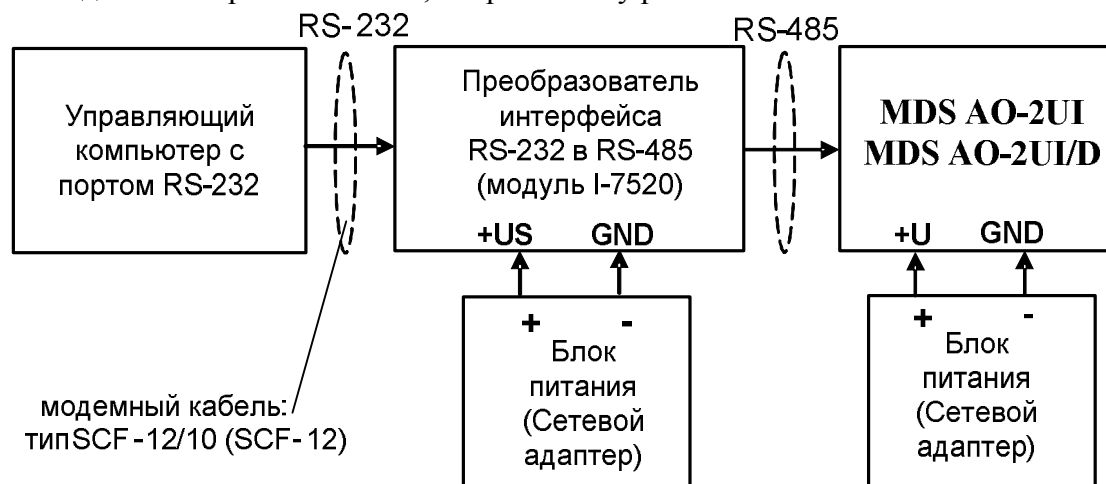 RS-232
RS-485
Управляющий
компьютер с
портом RS-232
Преобразователь
интерфейса
RS-232 в RS-485
(модуль I-7520)
+US GND
MDS AO-2UI
MDS AO-2UI/D
+U GND
+ -
Блок
питания
(Сетевой
адаптер)
+ -
Блок
питания
(Сетевой
адаптер)
модемный кабель:
типSCF-12/10 (SCF-12)